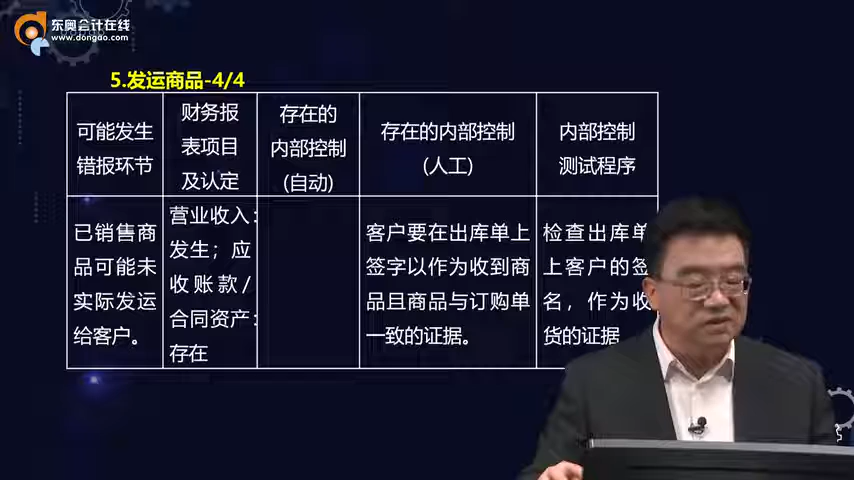 东奥会计在线
www.dongao.com
5.发运商品-4/4
可能发生
错报环节
财务报
表项目
及认定
存在的
内部控制
(自动)
存在的内部控制
(人工)
内部控制
测试程序
已销售商
品可能未
实际发运
给客户。
营业收入:
发生；应
收账款/
合同资产:
存在
客户要在出库单上
签字以作为收到商
品且商品与订购单
一致的证据。
检查出库单
上客户的签
名，作为收
货的证据